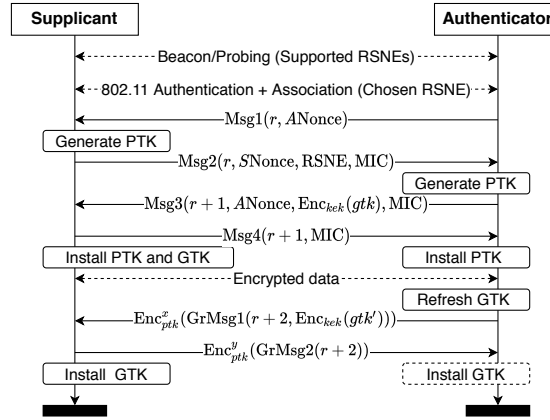 Supplicant
Authenticator
Beacon/Probing (Supported RSNEs)
802.11 Authentication + Association (Chosen RSNE)
Msg1(r, ANonce)
Generate PTK
Msg2(r, SNonce, RSNE, MIC)
Generate PTK
Msg3(r + 1, ANonce, Enc_kek(gtk), MIC)
Msg4(r + 1, MIC)
Install PTK and GTK
Install PTK
Encrypted data
Refresh GTK
Enc^x_ptk(GrMsg1(r + 2, Enc_kek(gtk′)))
Enc^y_ptk(GrMsg2(r + 2))
Install GTK
Install GTK